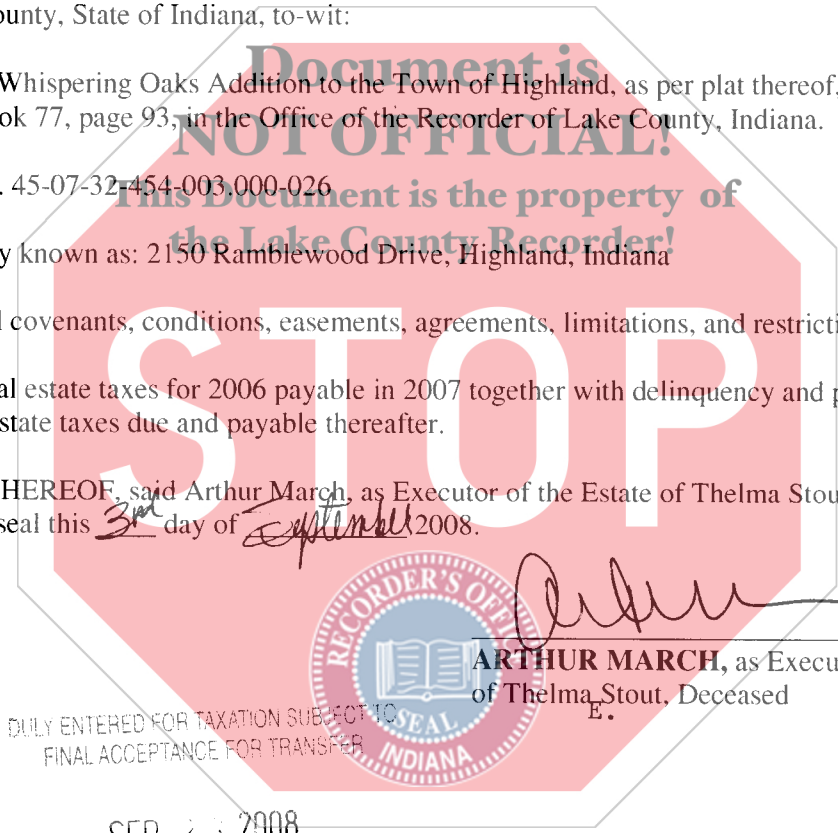 ounty, State of Indiana, to-wit:
Document is
Whispering Oaks Addition to the Town of Highland, as per plat thereof,
ok 77, page 93, in the Office of the Recorder of Lake County, Indiana.
NOT OFFICIAL!
. 45-07-32-454-003.000-026
This Document is the property of
the Lake County Recorder!
y known as: 2150 Ramblewood Drive, Highland, Indiana
l covenants, conditions, easements, agreements, limitations, and restricti
STOP
al estate taxes for 2006 payable in 2007 together with delinquency and p
state taxes due and payable thereafter.
HEREOF, said Arthur March, as Executor of the Estate of Thelma Stou
seal this 3rd day of September 2008.
RECORDER'S OFFIC
SEAL
INDIANA
ARTHUR MARCH, as Execu
of Thelma Stout, Deceased
E.
DULY ENTERED FOR TAXATION SUBJECT TO
FINAL ACCEPTANCE FOR TRANSFER
SEP 2008